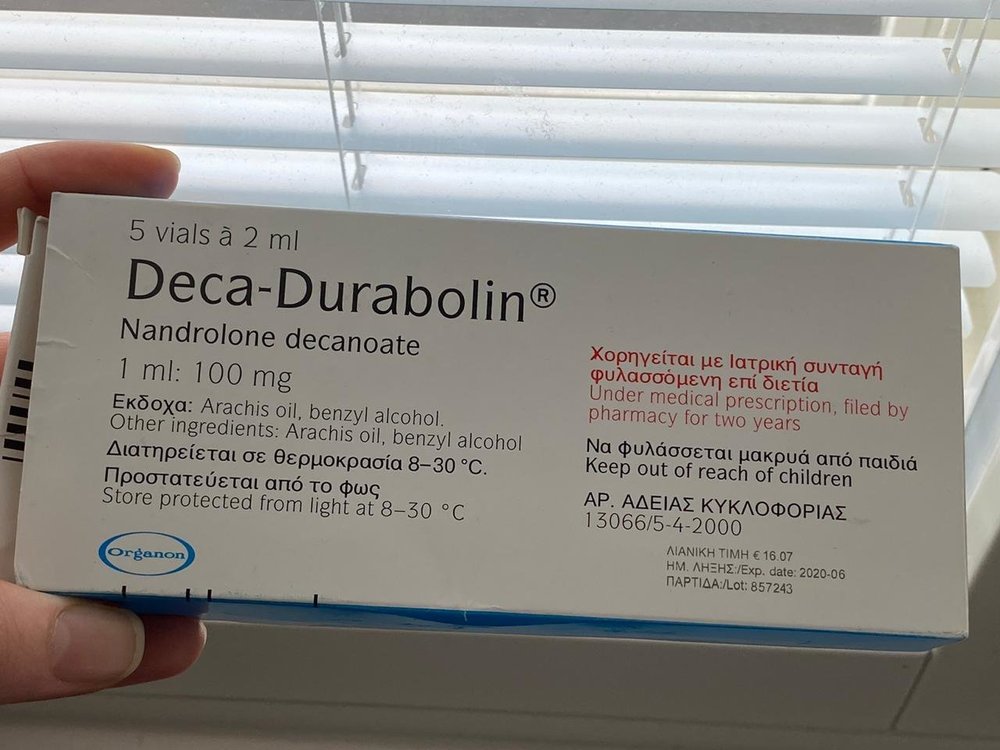 5 vials à 2 ml
Deca-Durabolin®
Nandrolone decanoate
1 ml: 100 mg
Εκδοχα: Arachis oil, benzyl alcohol.
Other ingredients: Arachis oil, benzyl alcohol
Διατηρείεται σε θερμοκρασία 8–30 °C.
Προστατεύεται από το φως
Store protected from light at 8–30 °C
Organon
Χορηγείται με Ιατρική συνταγή
φυλασσόμενη επί διετία
Under medical prescription, filed by
pharmacy for two years
Να φυλάσσεται μακρυά από παιδιά
Keep out of reach of children
ΑΡ. ΑΔΕΙΑΣ ΚΥΚΛΟΦΟΡΙΑΣ
13066/5-4-2000
ΛΙΑΝΙΚΗ ΤΙΜΗ € 16.07
ΗΜ. ΛΗΞΗΣ:/Exp. date: 2020-06
ΠΑΡΤΙΔΑ:/Lot: 857243